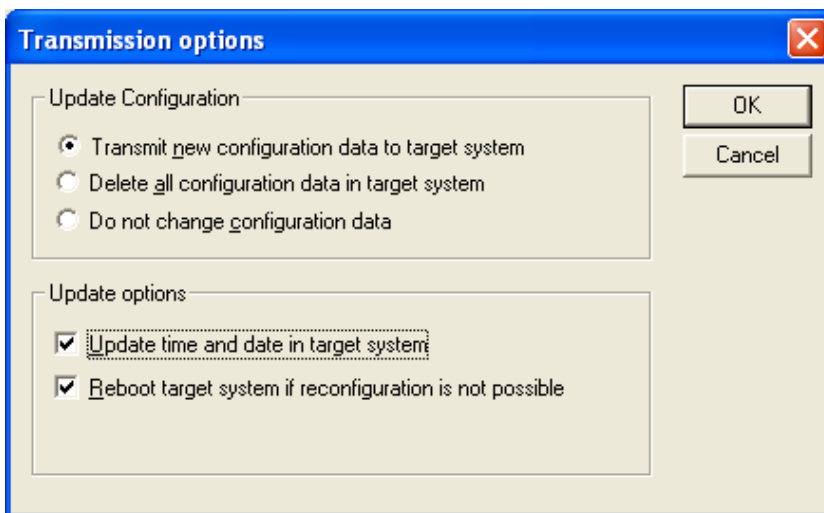 Transmission options
Update Configuration
Transmit new configuration data to target system
Delete all configuration data in target system
Do not change configuration data
OK
Cancel
Update options
Update time and date in target system
Reboot target system if reconfiguration is not possible